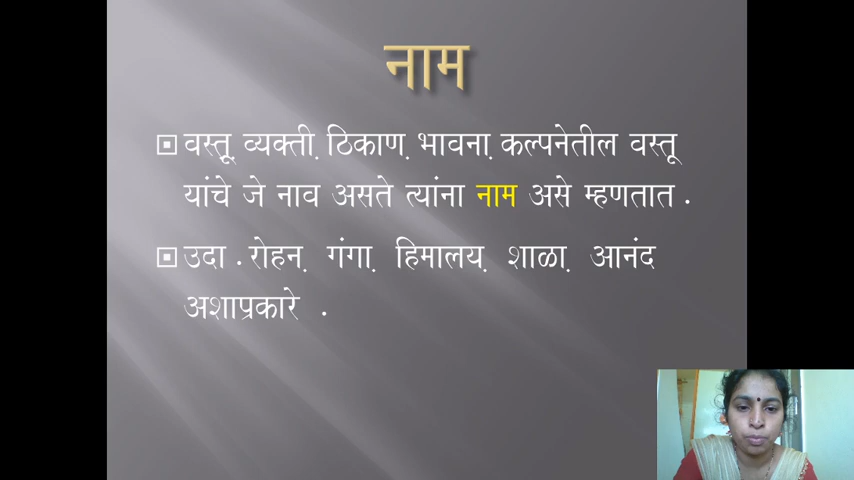 नाम
वस्तू, व्यक्ती, ठिकाण, भावना, कल्पनेतील वस्तू
यांचे जे नाव असते त्यांना नाम असे म्हणतात .
उदा . रोहन, गंगा, हिमालय, शाळा, आनंद
अशाप्रकारे .